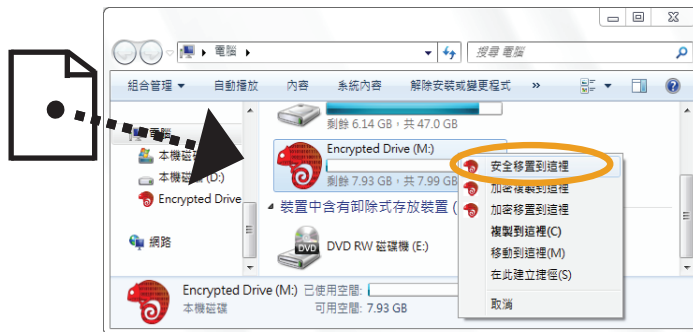 電腦
搜尋 電腦
組合管理 自動播放 內容 系統內容 解除安裝或變更程式 »
剩餘 6.14 GB，共 47.0 GB
電腦
本機磁
本機磁 (D:)
Encrypted Drive
網路
Encrypted Drive (M:)
剩餘 7.93 GB，共 7.99 GB
裝置中含有卸除式存放裝置 (
DVD RW 磁碟機 (E:)
安全移置到這裡
加密複製到這裡
加密移置到這裡
複製到這裡(C)
移動到這裡(M)
在此建立捷徑(S)
取消
Encrypted Drive (M:) 已使用空間:
本機磁碟 可用空間: 7.93 GB